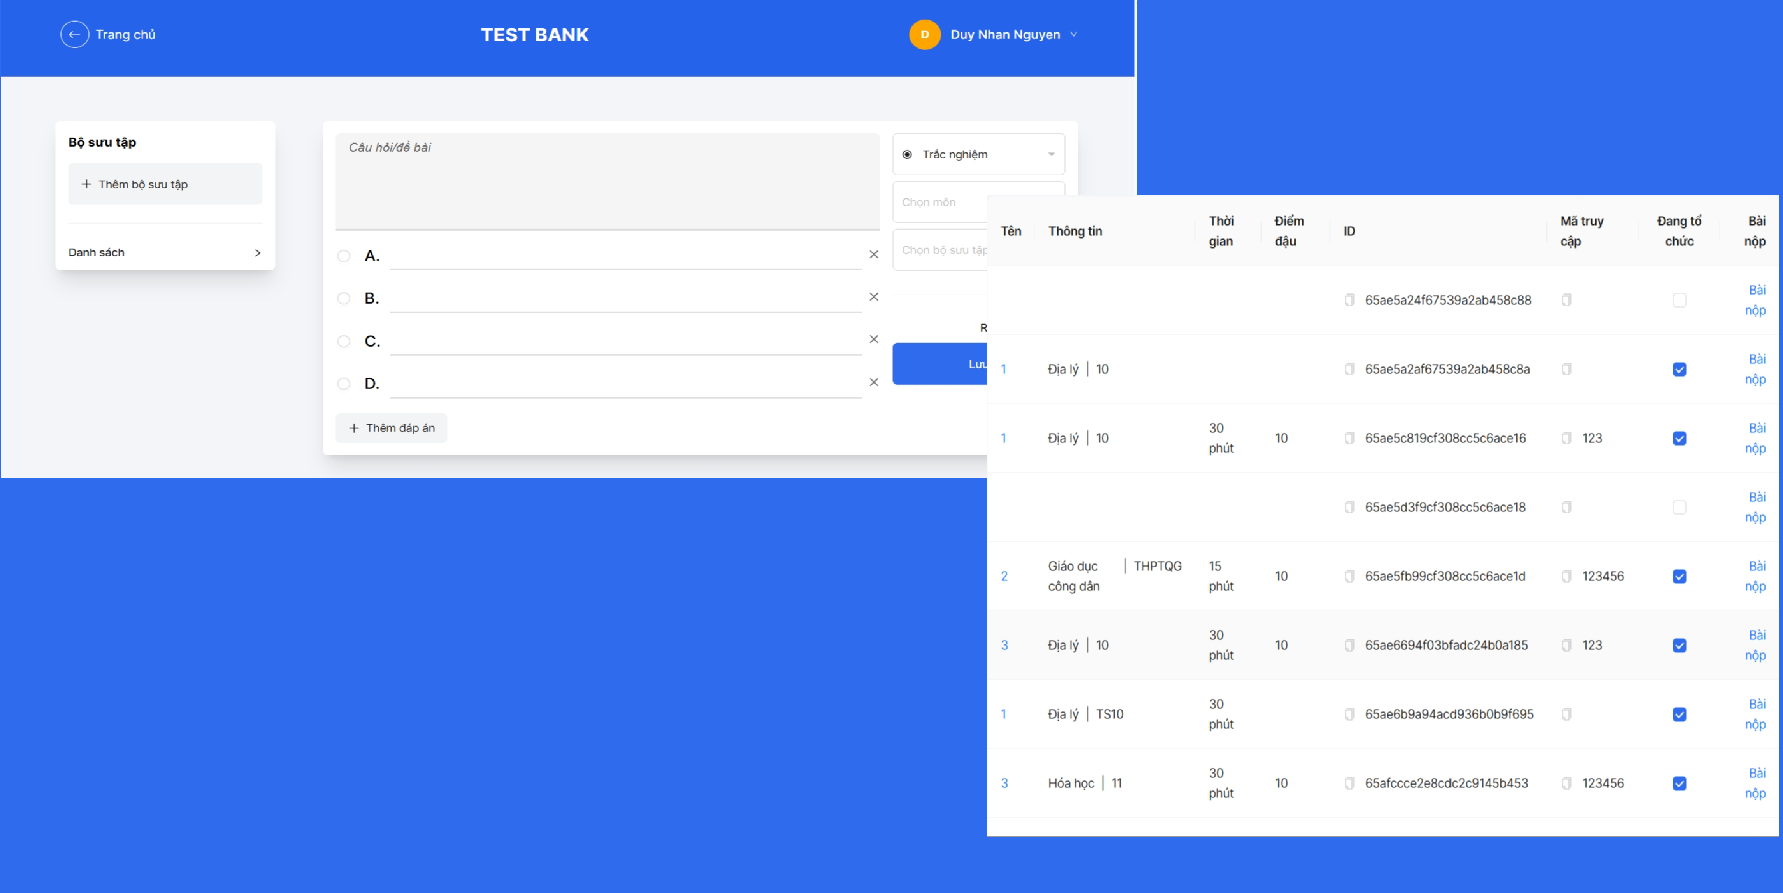 Trang chủ
TEST BANK
D Duy Nhan Nguyen
Bộ sưu tập
+ Thêm bộ sưu tập
Danh sách
Câu hỏi/đề bài
A.
B.
C.
D.
+ Thêm đáp án
Trắc nghiệm
Chọn môn
Chọn bộ sưu tập
R
Lưu
Tên Thông tin Thời gian Điểm đậu ID Mã truy cập Đang tổ chức Bài nộp
65ae5a24f67539a2ab458c88 Bài nộp
1 Địa lý | 10 65ae5a2af67539a2ab458c8a Bài nộp
1 Địa lý | 10 30 phút 10 65ae5c819cf308cc5c6ace16 123 Bài nộp
65ae5d3f9cf308cc5c6ace18 Bài nộp
2 Giáo dục công dân | THPTQG 15 phút 10 65ae5fb99cf308cc5c6ace1d 123456 Bài nộp
3 Địa lý | 10 30 phút 10 65ae6694f03bfadc24b0a185 123 Bài nộp
1 Địa lý | TS10 30 phút 65ae6b9a94acd936b0b9f695 Bài nộp
3 Hóa học | 11 30 phút 10 65afccce2e8cdc2c9145b453 123456 Bài nộp